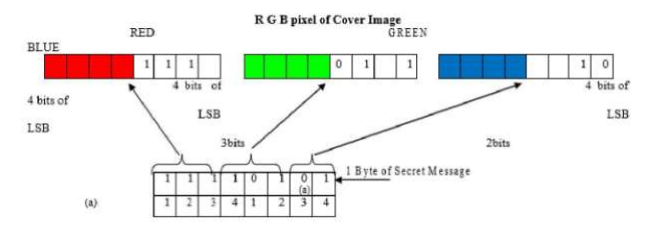 R G B pixel of Cover Image
RED GREEN
BLUE
1 1 1 0 1 1 1 0
4 bits of 4 bits of
4 bits of
LSB LSB
LSB
3bits 2bits
1 1 1 1 0 1 0 1 1 Byte of Secret Message
(a)
(a) 1 2 3 4 1 2 3 4